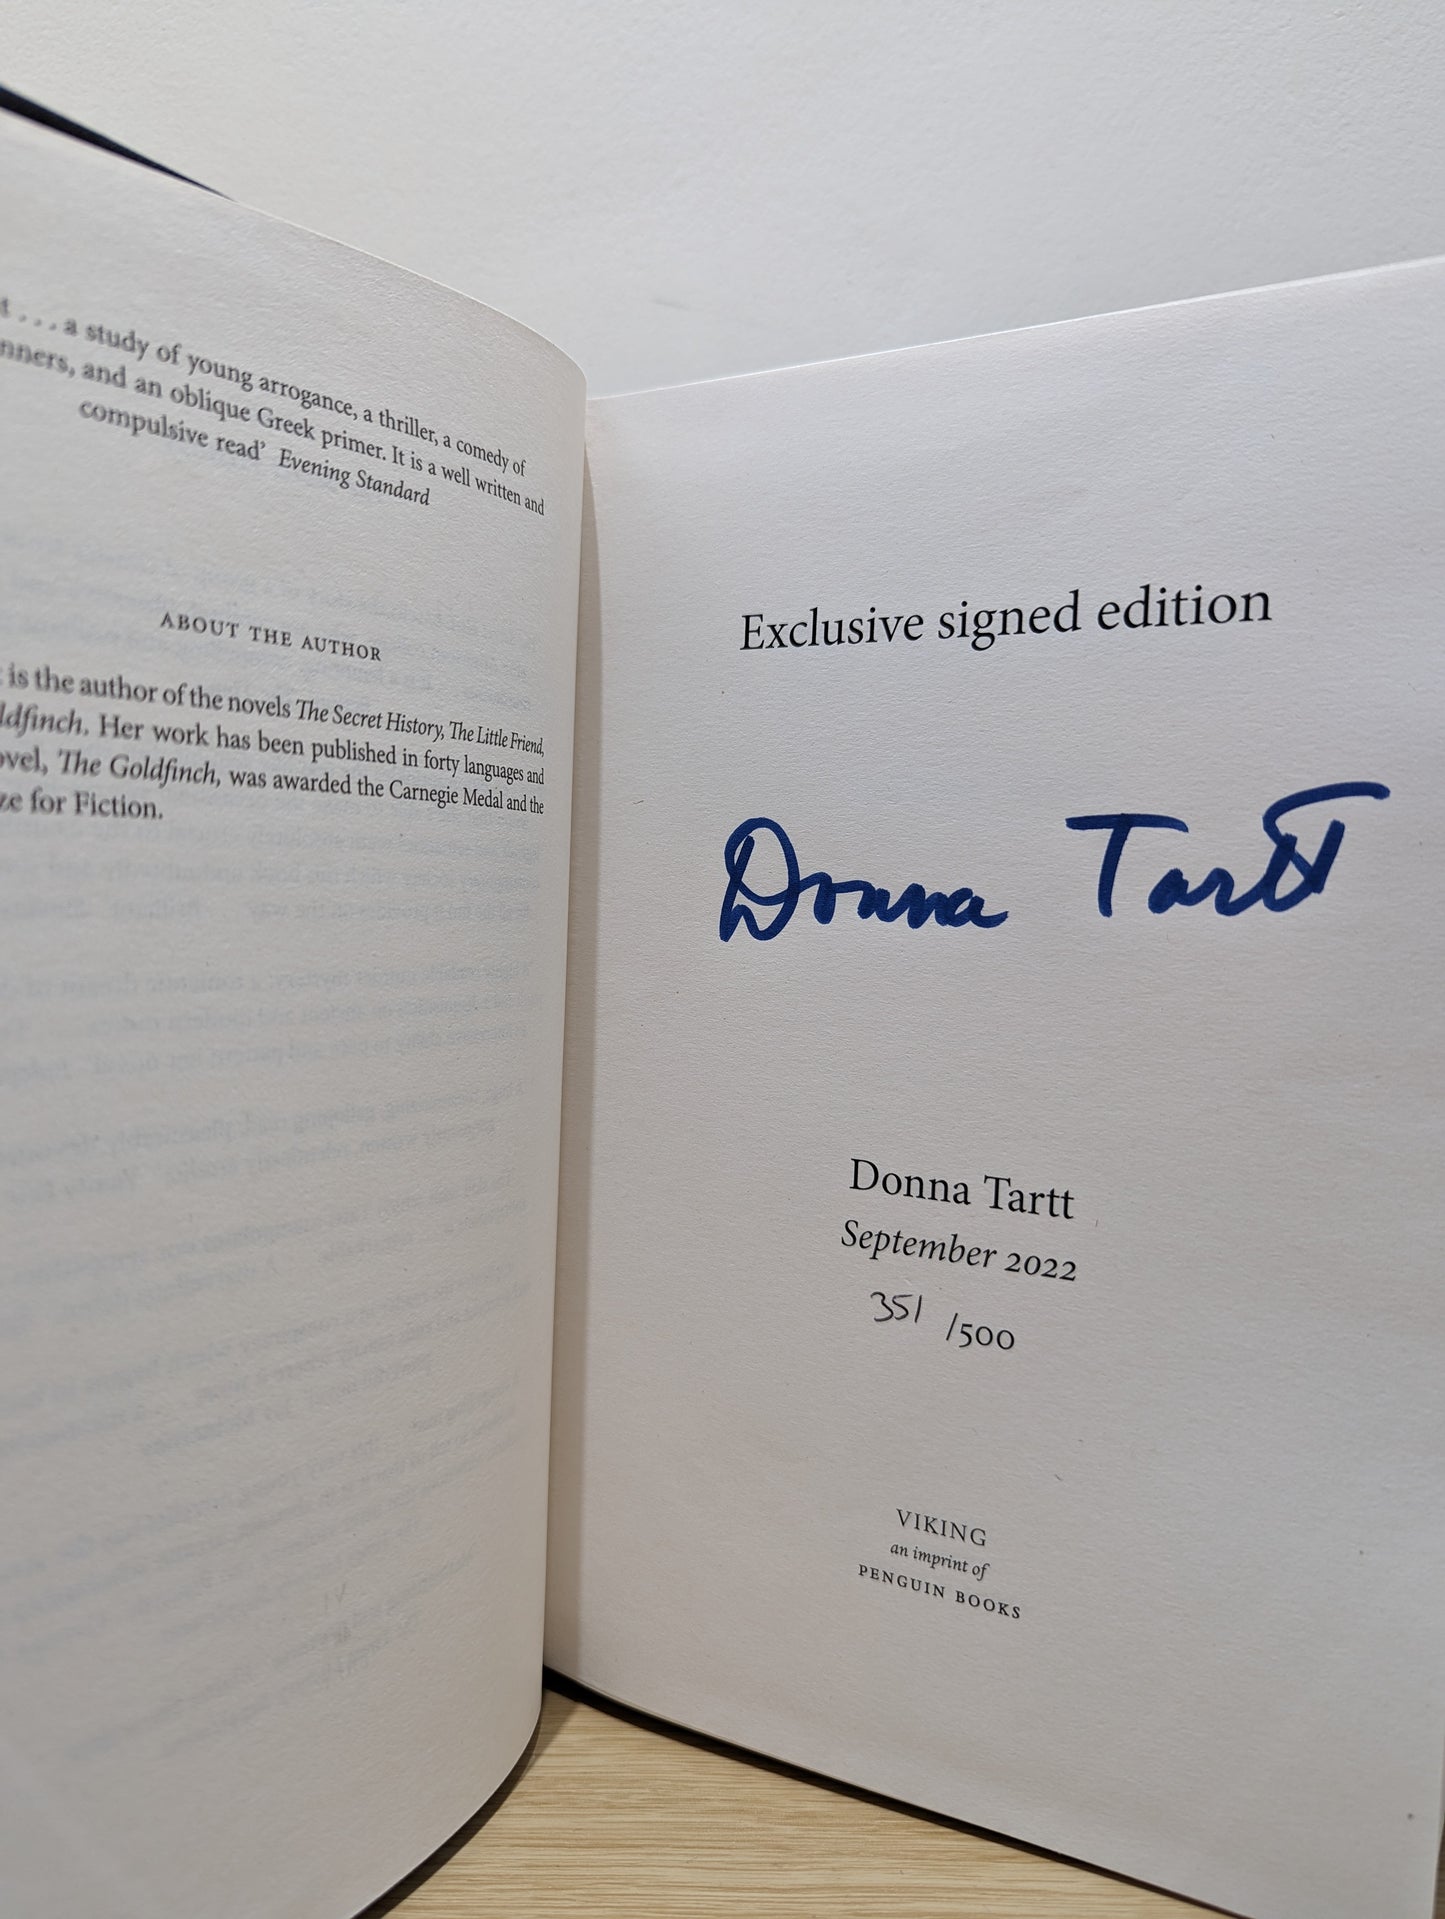 . . . a study of young arrogance, a thriller, a comedy of
nners, and an oblique Greek primer. It is a well written and
compulsive read’ Evening Standard
ABOUT THE AUTHOR
is the author of the novels The Secret History, The Little Friend,
ldfinch. Her work has been published in forty languages and
ovel, The Goldfinch, was awarded the Carnegie Medal and the
ze for Fiction.
Exclusive signed edition
Donna Tartt
Donna Tartt
September 2022
351 /500
VIKING
an imprint of
PENGUIN BOOKS